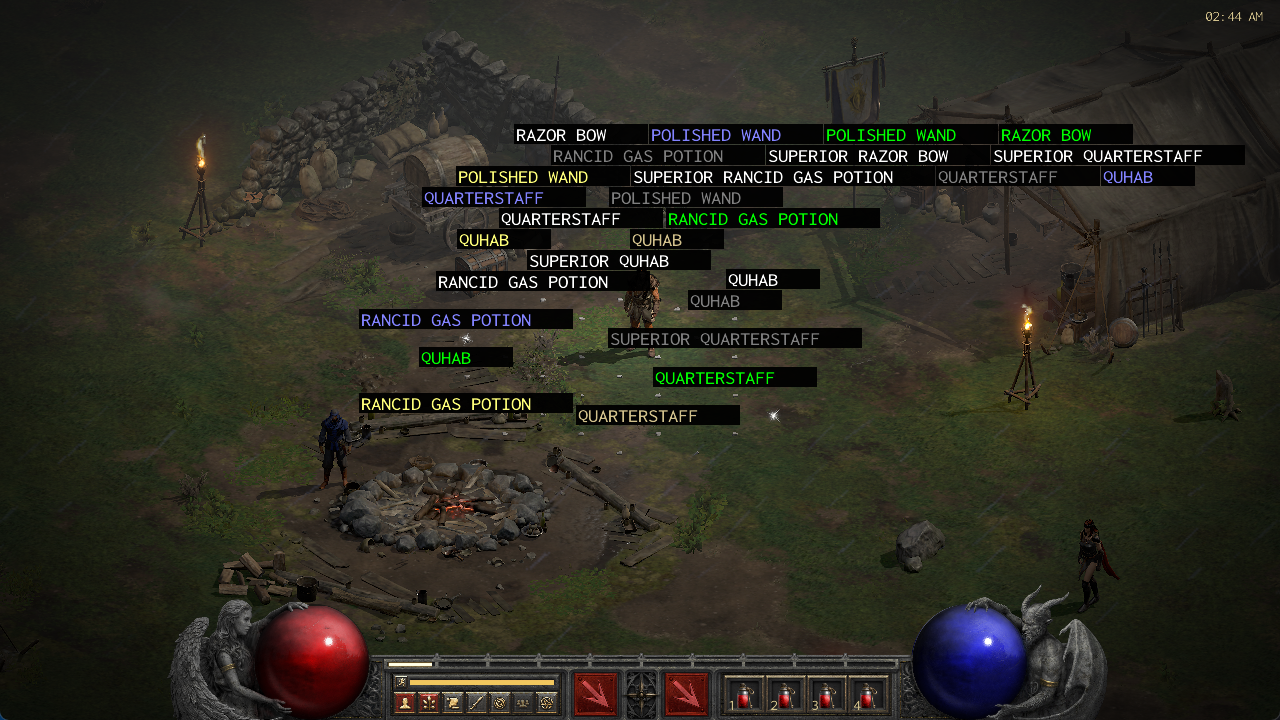 02:44 AM
RAZOR BOW POLISHED WAND POLISHED WAND RAZOR BOW
RANCID GAS POTION SUPERIOR RAZOR BOW SUPERIOR QUARTERSTAFF
POLISHED WAND SUPERIOR RANCID GAS POTION QUARTERSTAFF QUHAB
QUARTERSTAFF POLISHED WAND
QUARTERSTAFF RANCID GAS POTION
QUHAB QUHAB
SUPERIOR QUHAB
RANCID GAS POTION QUHAB
QUHAB
RANCID GAS POTION
SUPERIOR QUARTERSTAFF
QUHAB
QUARTERSTAFF
RANCID GAS POTION
QUARTERSTAFF
1 2 3 4